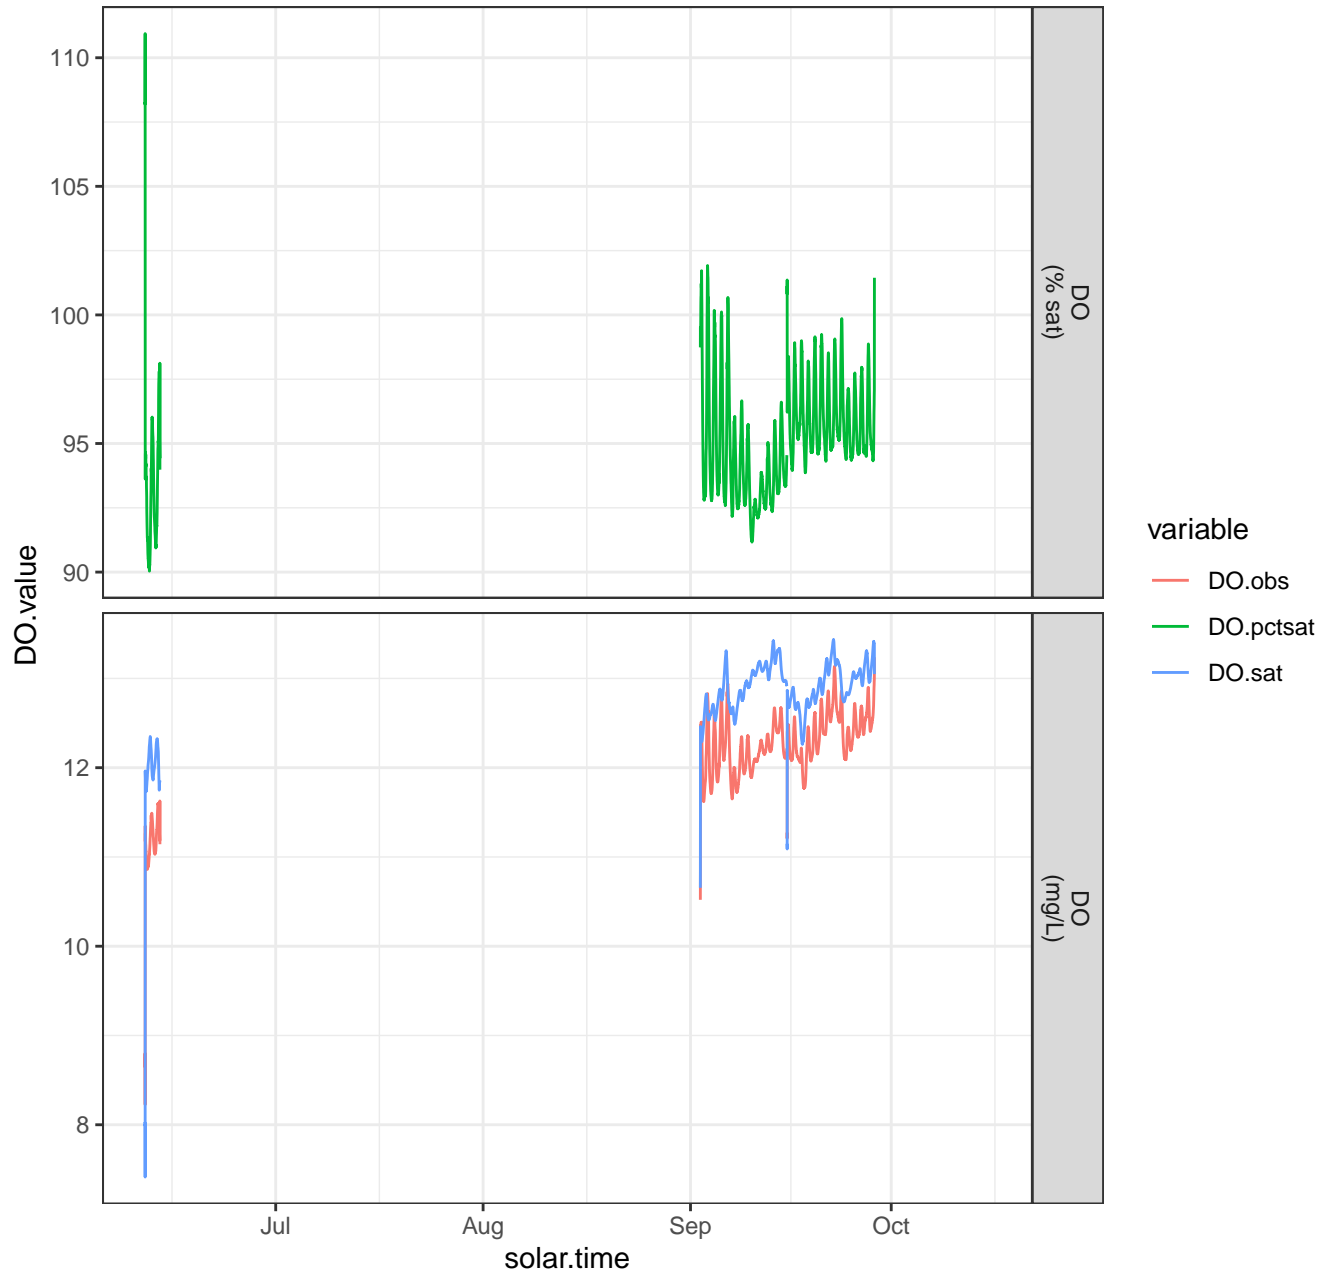 DO.value
110
105
100
95
90
DO
(% sat)
12
10
8
DO
(mg/L)
Jul
Aug
Sep
Oct
solar.time
variable
DO.obs
DO.pctsat
DO.sat